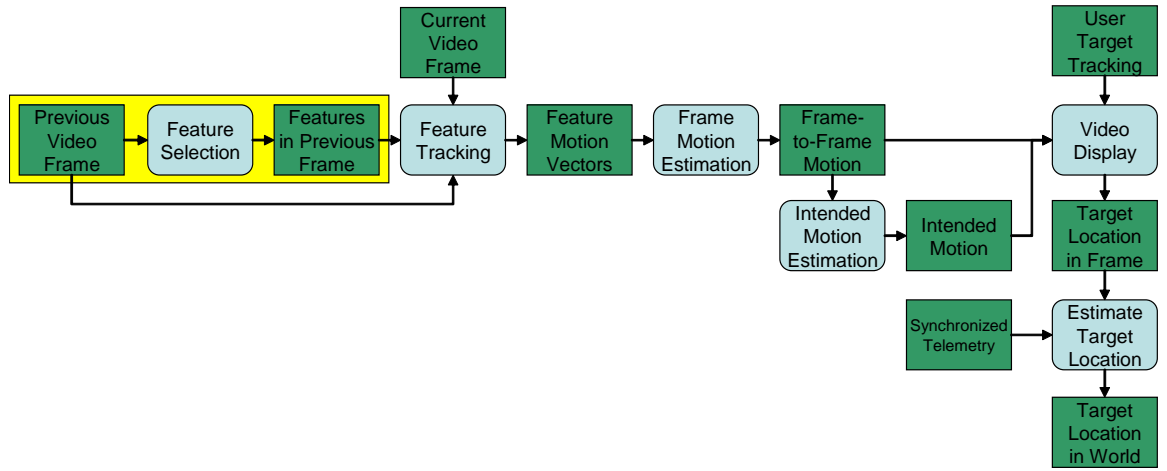 Current
Video
Frame
User
Target
Tracking
Previous
Video
Frame
Feature
Selection
Features
in Previous
Frame
Feature
Tracking
Feature
Motion
Vectors
Frame
Motion
Estimation
Frame-
to-Frame
Motion
Video
Display
Intended
Motion
Estimation
Intended
Motion
Target
Location
in Frame
Synchronized
Telemetry
Estimate
Target
Location
Target
Location
in World